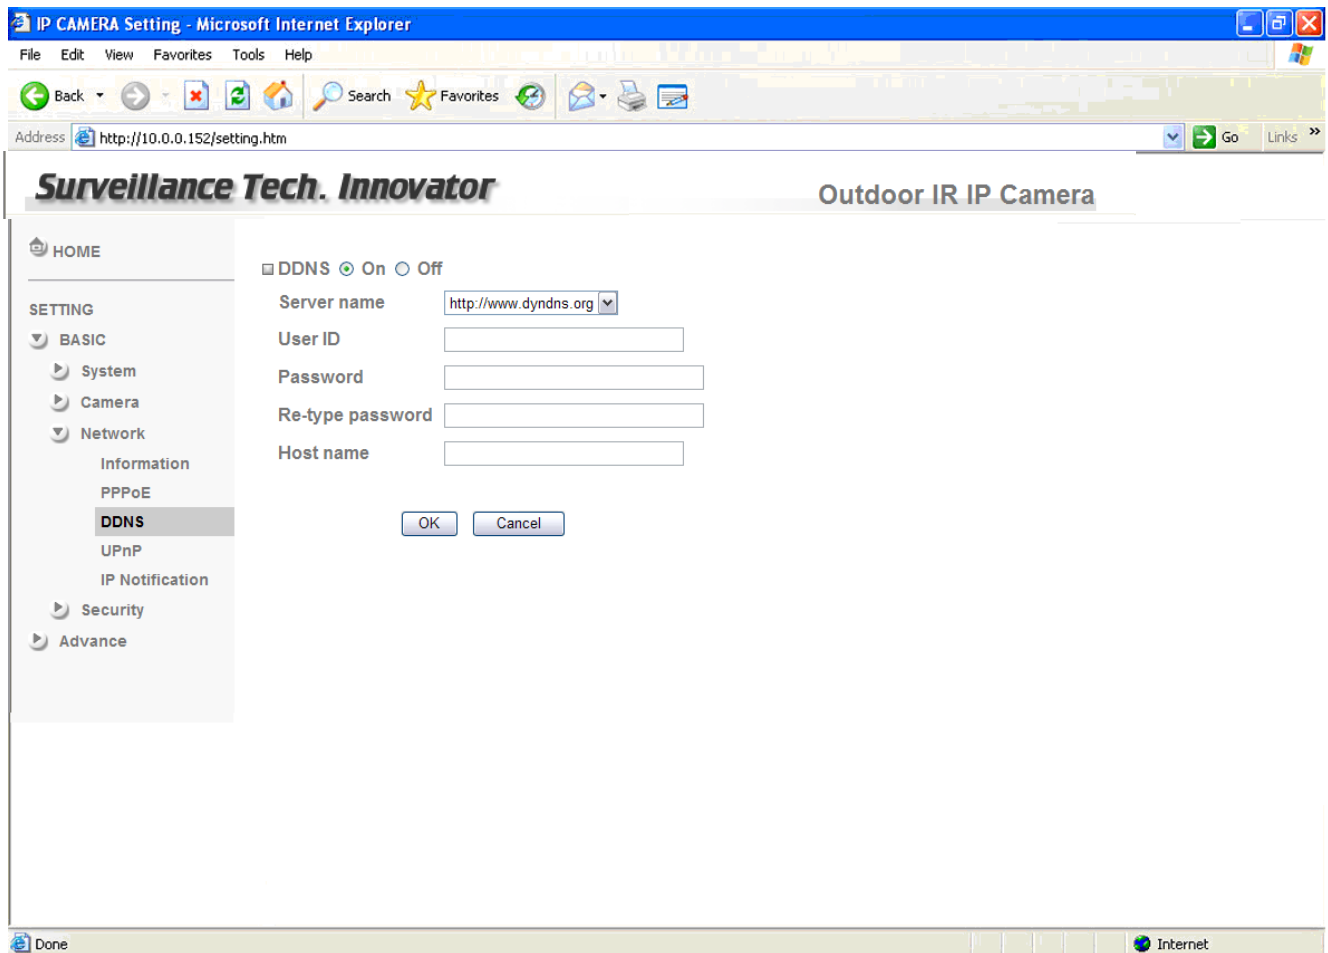 IP CAMERA Setting - Microsoft Internet Explorer
File Edit View Favorites Tools Help
Back Search Favorites
Address http://10.0.0.152/setting.htm Go Links »
Surveillance Tech. Innovator
Outdoor IR IP Camera
HOME
SETTING
BASIC
System
Camera
Network
Information
PPPoE
DDNS
UPnP
IP Notification
Security
Advance
DDNS On Off
Server name http://www.dyndns.org
User ID
Password
Re-type password
Host name
OK Cancel
Done Internet